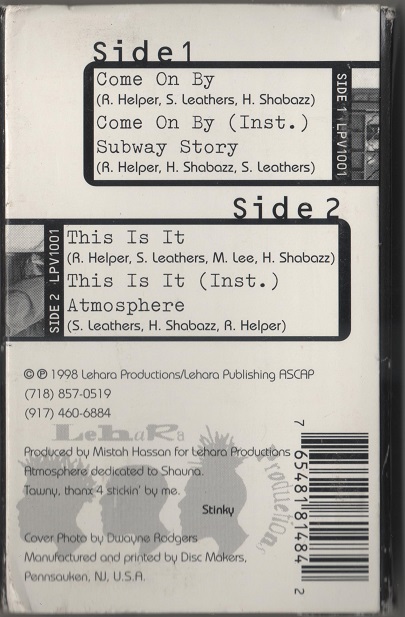 Side 1
Come On By
(R. Helper, S. Leathers, H. Shabazz)
Come On By (Inst.)
Subway Story
(R. Helper, H. Shabazz, S. Leathers)
SIDE 1 · LPV1001
Side 2
This Is It
(R. Helper, S. Leathers, M. Lee, H. Shabazz)
This Is It (Inst.)
Atmosphere
(S. Leathers, H. Shabazz, R. Helper)
SIDE 2 · LPV1001
© ℗ 1998 Lehara Productions/Lehara Publishing ASCAP
(718) 857-0519
(917) 460-6884
LehaRa
Productions
Produced by Mistah Hassan for Lehara Productions
Atmosphere dedicated to Shauna.
Tawny, thanx 4 stickin' by me.
Stinky
Cover Photo by Dwayne Rodgers
Manufactured and printed by Disc Makers,
Pennsauken, NJ, U.S.A.
7 65481 81484 2